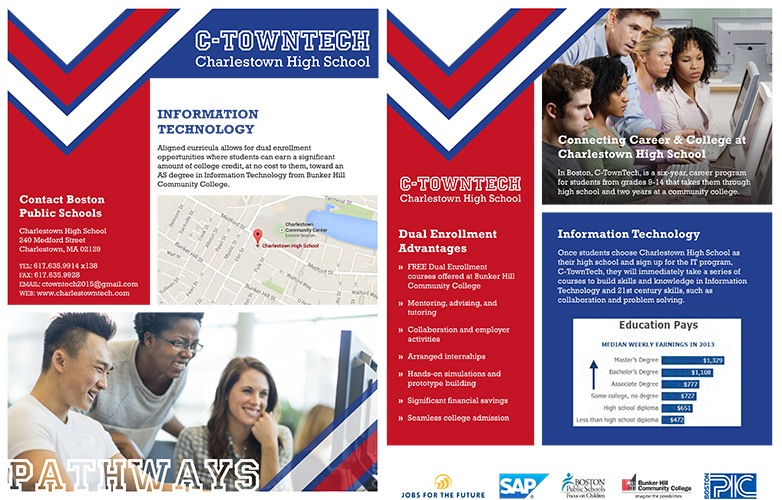 C-TOWNTECH
Charlestown High School
INFORMATION
TECHNOLOGY
Aligned curricula allows for dual enrollment
opportunities where students can earn a significant
amount of college credit, at no cost to them, toward an
AS degree in Information Technology from Bunker Hill
Community College.
Contact Boston
Public Schools
Charlestown High School
240 Medford Street
Charlestown, MA 02129
TEL: 617.635.9914 x138
FAX: 617.635.9928
EMAIL: ctowntech2015@gmail.com
WEB: www.charlestowntech.com
Terminal St
Medford St
Charlestown
Community Center
Charlestown High School
Bunker Hill St
PATHWAYS
C-TOWNTECH
Charlestown High School
Dual Enrollment
Advantages
» FREE Dual Enrollment
courses offered at Bunker Hill
Community College
» Mentoring, advising, and
tutoring
» Collaboration and employer
activities
» Arranged internships
» Hands-on simulations and
prototype building
» Significant financial savings
» Seamless college admission
Connecting Career & College at
Charlestown High School
In Boston, C-TownTech, is a six-year, career program
for students from grades 9-14 that takes them through
high school and two years at a community college.
Information Technology
Once students choose Charlestown High School as
their high school and sign up for the IT program,
C-TownTech, they will immediately take a series of
courses to build skills and knowledge in Information
Technology and 21st century skills, such as
collaboration and problem solving.
Education Pays
MEDIAN WEEKLY EARNINGS IN 2013
Master's Degree $1,329
Bachelor's Degree $1,108
Associate Degree $777
Some college, no degree $727
High school diploma $651
Less than high school diploma $472
JOBS FOR THE FUTURE
SAP
BOSTON
Public Schools
Focus on Children
Bunker Hill
Community College
imagine the possibilities
BOSTON
PIC